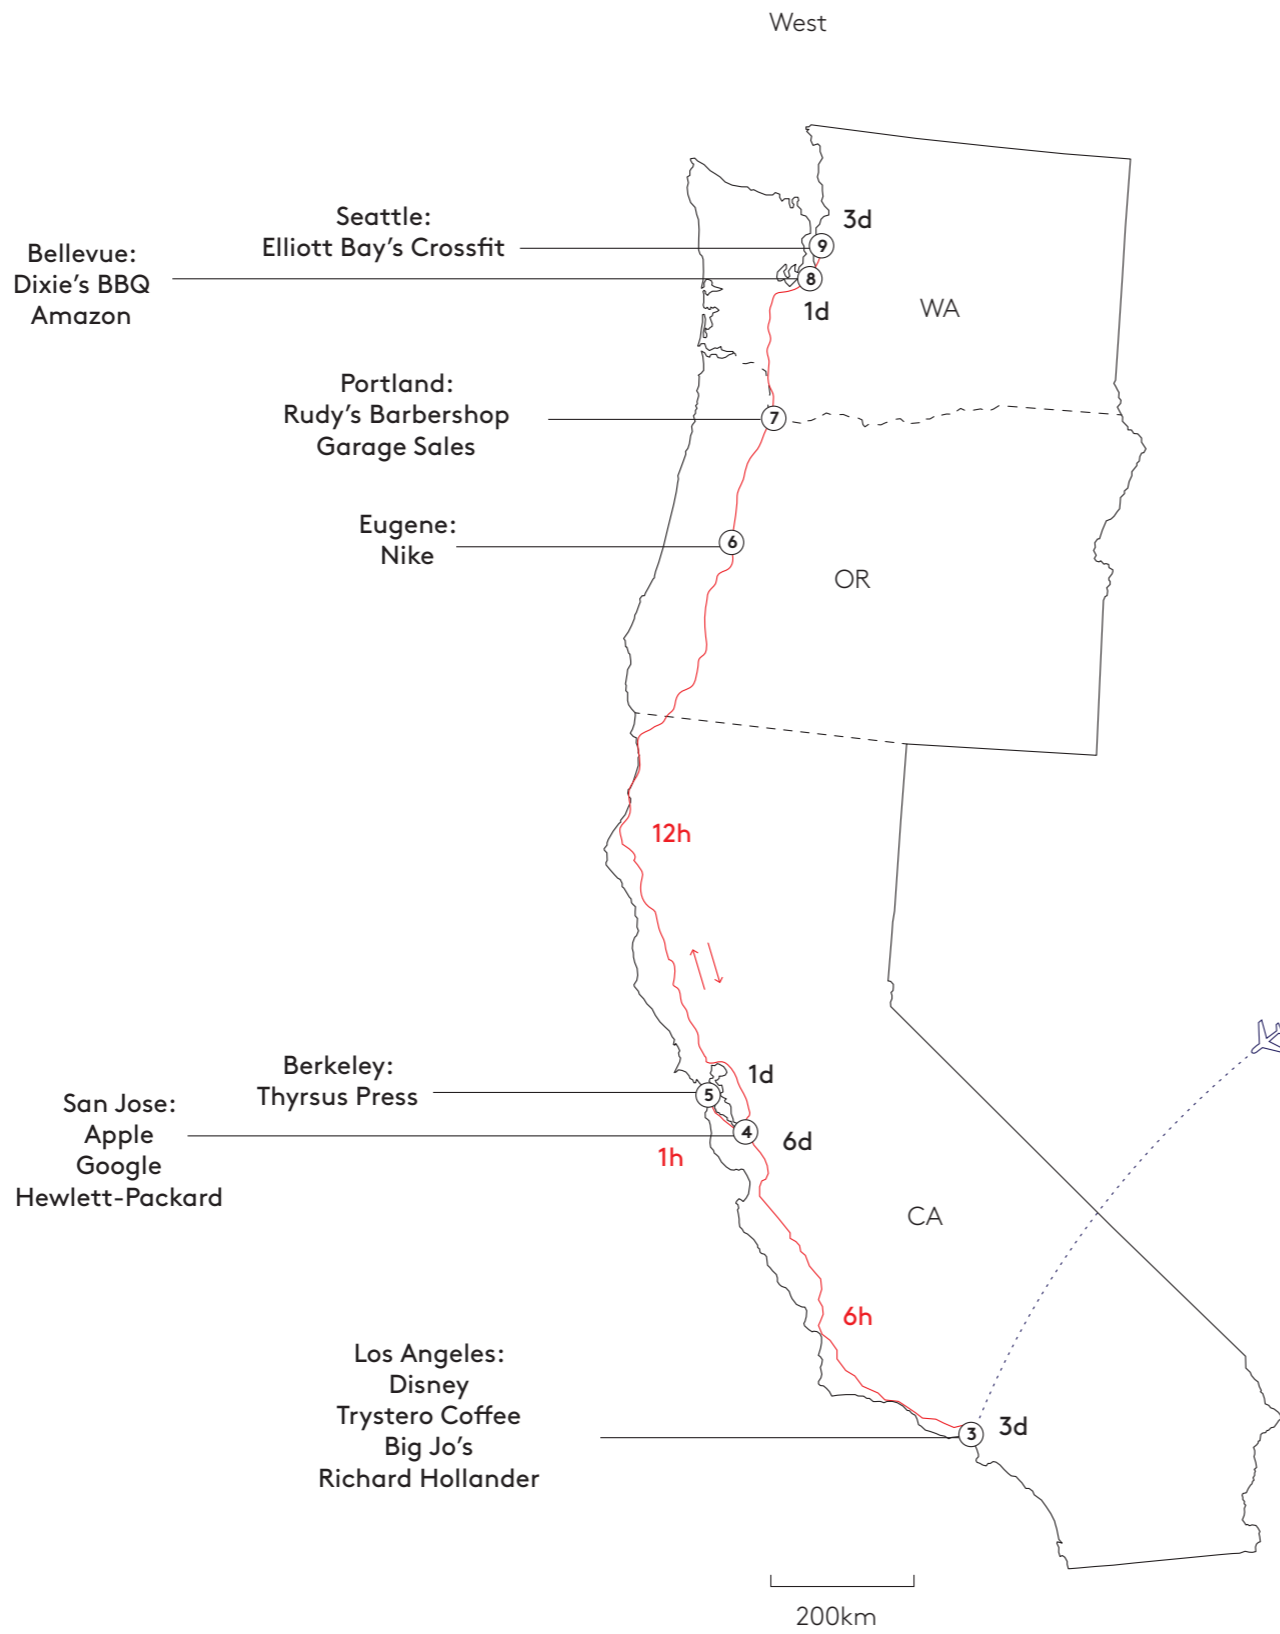 West
Seattle:
Elliott Bay's Crossfit
3d
9
Bellevue:
Dixie's BBQ
Amazon
8
1d
WA
Portland:
Rudy's Barbershop
Garage Sales
7
Eugene:
Nike
6
OR
12h
Berkeley:
Thyrsus Press
5
1d
San Jose:
Apple
Google
Hewlett-Packard
4
6d
1h
CA
6h
Los Angeles:
Disney
Trystero Coffee
Big Jo's
Richard Hollander
3
3d
200km